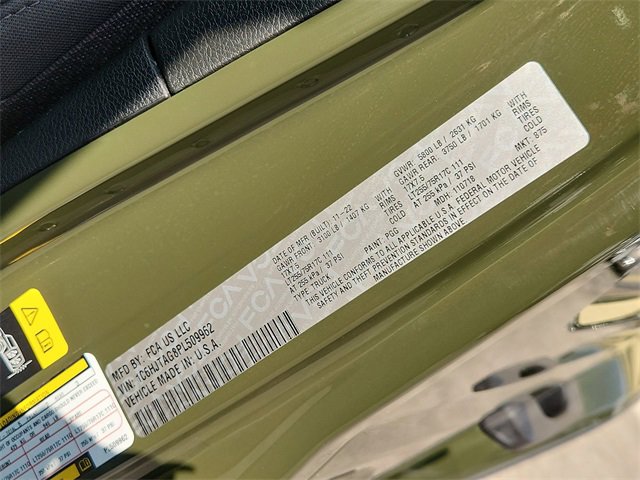 MFD BY: FCA US LLC
DATE OF MFR (BUILT) 11-22
GVWR: 5800 LB / 2631 KG
GAWR FRONT 3100 LB / 1407 KG WITH
GAWR REAR: 3750 LB / 1701 KG WITH
17X7.5 RIMS
17X7.5 RIMS
LT255/75R17C 111 TIRES
LT255/75R17C 111 TIRES
AT 255 kPa / 37 PSI COLD
AT 255 kPa / 37 PSI COLD
TYPE: TRUCK
PAINT: PGG
MDH: 110718
MKT: 875
THIS VEHICLE CONFORMS TO ALL APPLICABLE U.S.A. FEDERAL MOTOR VEHICLE
THEFT PREVENTION STANDARDS IN EFFECT ON THE DATE OF
MANUFACTURE SHOWN ABOVE.
VIN: 1C6HJTAG8PL509962
VEHICLE MADE IN U.S.A.
PL509962